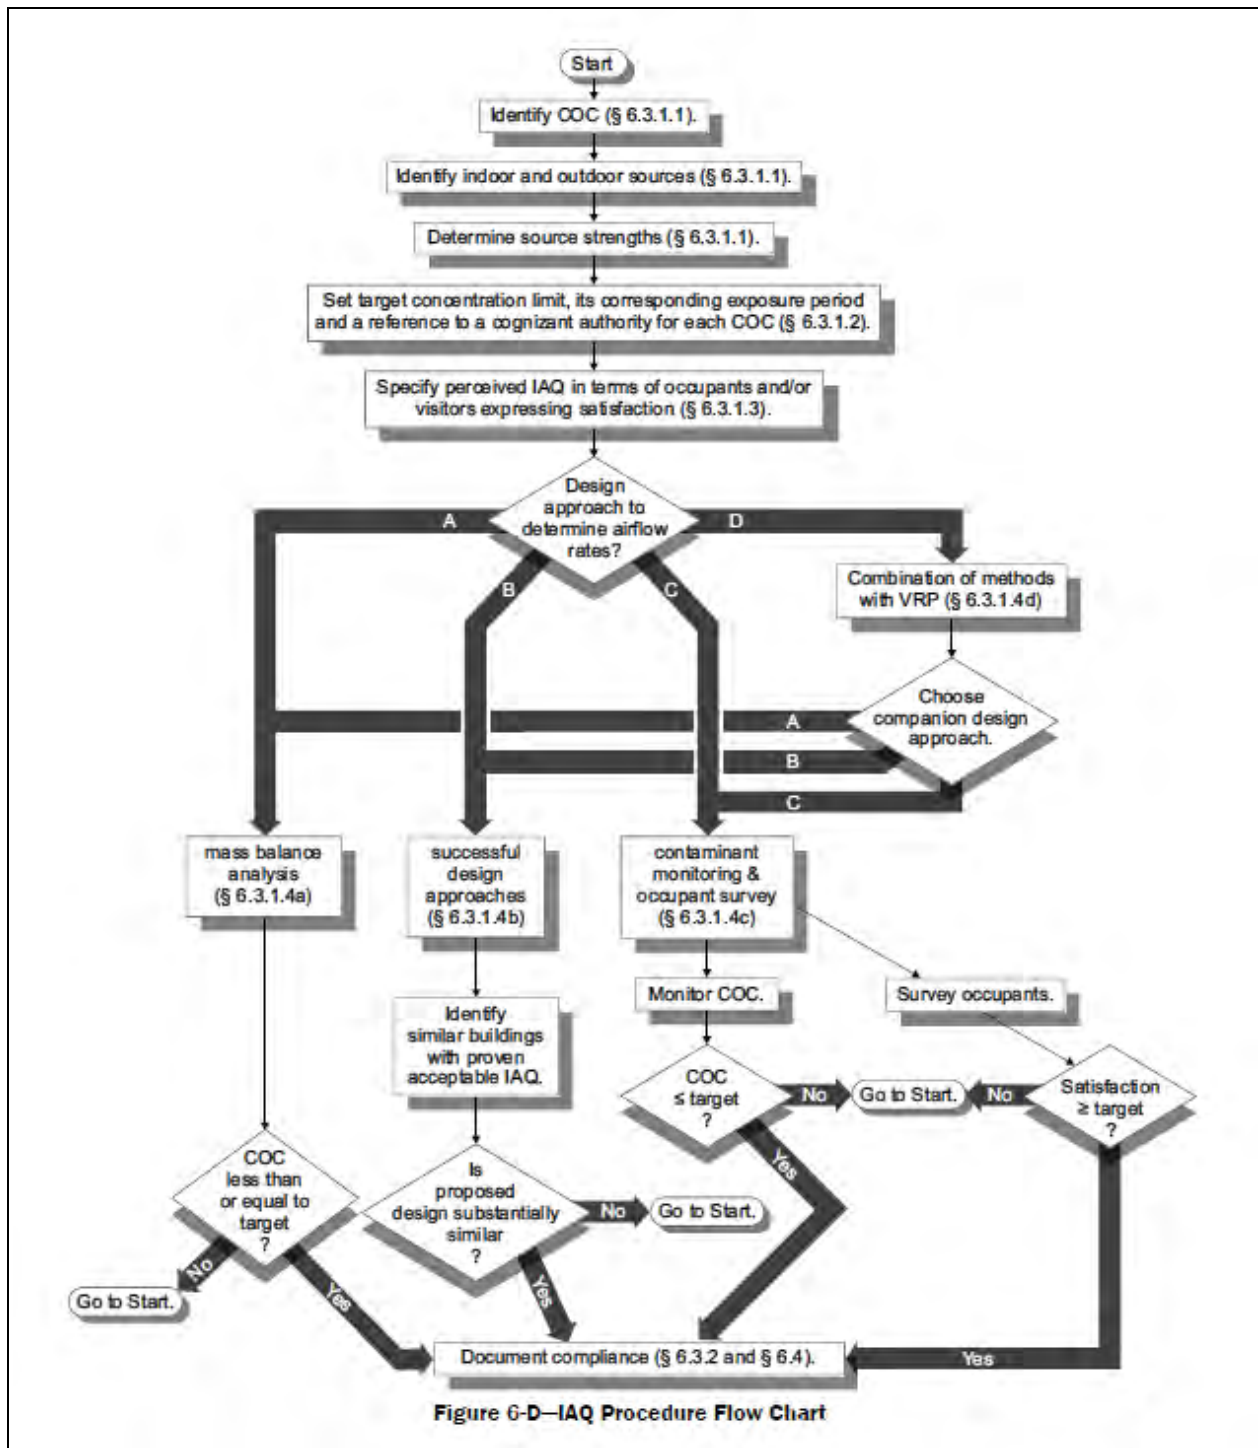 Start
Identify COC (§ 6.3.1.1).
Identify indoor and outdoor sources (§ 6.3.1.1).
Determine source strengths (§ 6.3.1.1).
Set target concentration limit, its corresponding exposure period
and a reference to a cognizant authority for each COC (§ 6.3.1.2).
Specify perceived IAQ in terms of occupants and/or
visitors expressing satisfaction (§ 6.3.1.3).
Design
approach to
determine airflow
rates?
A
B
C
D
Combination of methods
with VRP (§ 6.3.1.4d)
Choose
companion design
approach.
A
B
C
mass balance
analysis
(§ 6.3.1.4a)
successful
design
approaches
(§ 6.3.1.4b)
contaminant
monitoring &
occupant survey
(§ 6.3.1.4c)
Monitor COC.
Survey occupants.
Identify
similar buildings
with proven
acceptable IAQ.
COC
≤ target
?
No
Go to Start.
No
Satisfaction
≥ target
?
Yes
COC
less than
or equal to
target
?
Is
proposed
design substantially
similar
?
No
Go to Start.
No
Go to Start.
Yes
Yes
Document compliance (§ 6.3.2 and § 6.4).
Yes
Figure 6-D—IAQ Procedure Flow Chart